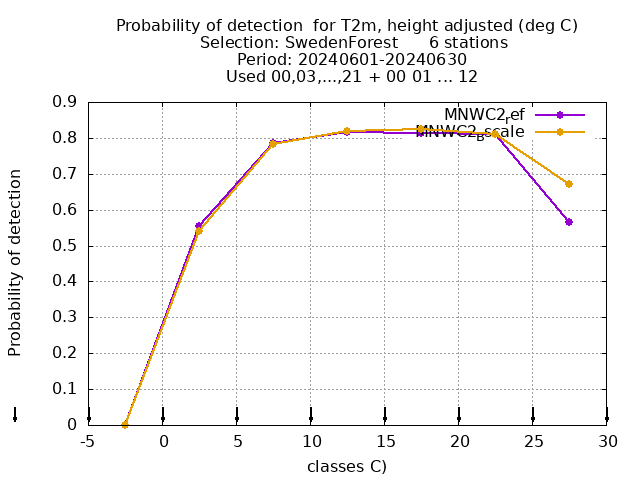 Probability of detection  for T2m, height adjusted (deg C)
Selection: SwedenForest      6 stations
Period: 20240601-20240630
Used 00,03,...,21 + 00 01 ... 12
MNWC2ref
MNWC2Bscale
Probability of detection
0.9
0.8
0.7
0.6
0.5
0.4
0.3
0.2
0.1
0
-5 0 5 10 15 20 25 30
classes C)